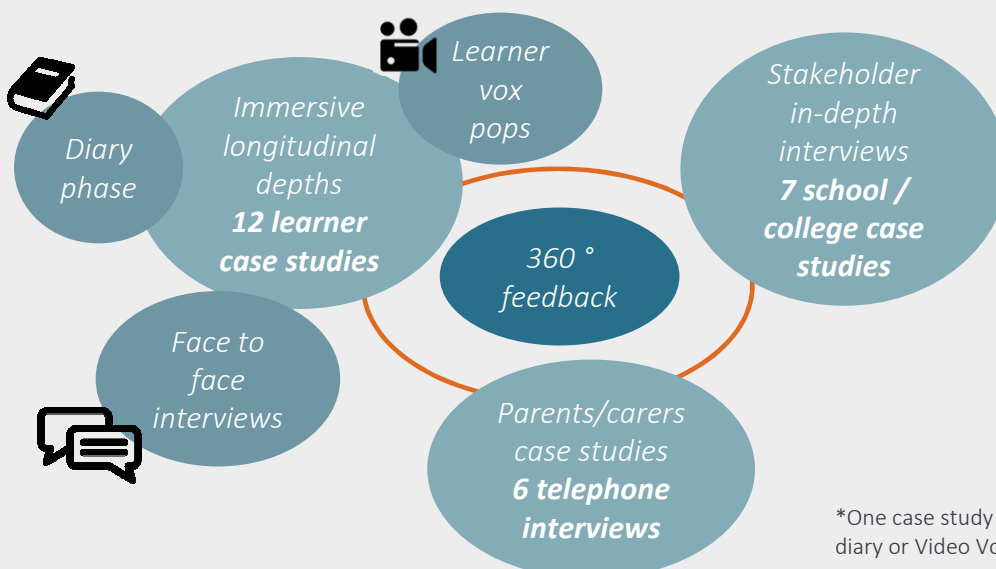 Learner
vox
pops
Immersive
longitudinal
depths
12 learner
case studies
Diary
phase
Face to
face
interviews
360 °
feedback
Stakeholder
in-depth
interviews
7 school /
college case
studies
Parents/carers
case studies
6 telephone
interviews
*One case study
diary or Video